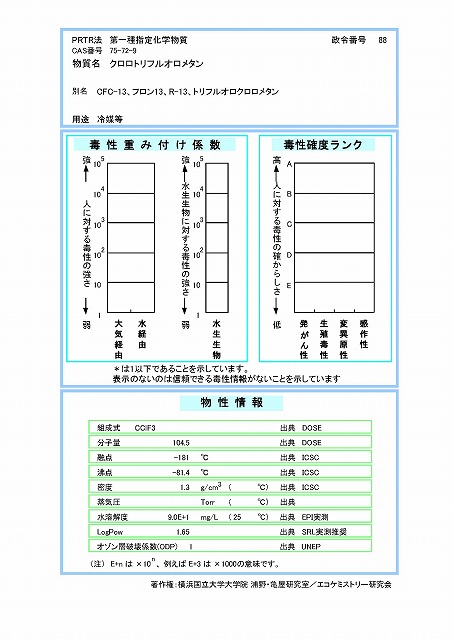 PRTR法 第一種指定化学物質 政令番号 88
CAS番号 75-72-9
物質名 クロロトリフルオロメタン
別名 CFC-13、フロン13、R-13、トリフルオロクロロメタン
用途 冷媒等
毒性重み付け係数
強 10^5
10^4
10^3
10^2
10
弱 1
人に対する毒性の強さ
大気経由 水経由
強 10^5
10^4
10^3
10^2
10
弱 1
水生生物に対する毒性の強さ
水生生物
毒性確度ランク
高 A
B
C
D
E
低
人に対する毒性の確からしさ
発がん性 生殖毒性 変異原性 感作性
*は1以下であることを示しています。
表示のないのは信頼できる毒性情報がないことを示しています
物性情報
組成式 CClF3 出典 DOSE
分子量 104.5 出典 DOSE
融点 -181 ℃ 出典 ICSC
沸点 -81.4 ℃ 出典 ICSC
密度 1.3 g/cm^3 ( ℃) 出典 ICSC
蒸気圧 Torr ( ℃) 出典
水溶解度 9.0E+1 mg/L (25 ℃) 出典 EPI実測
LogPow 1.65 出典 SRL実測推奨
オゾン層破壊係数(ODP) 1 出典 UNEP
(注) E+n は ×10^n、例えば E+3 は ×1000の意味です。
著作権:横浜国立大学大学院 浦野・亀屋研究室/エコケミストリー研究会